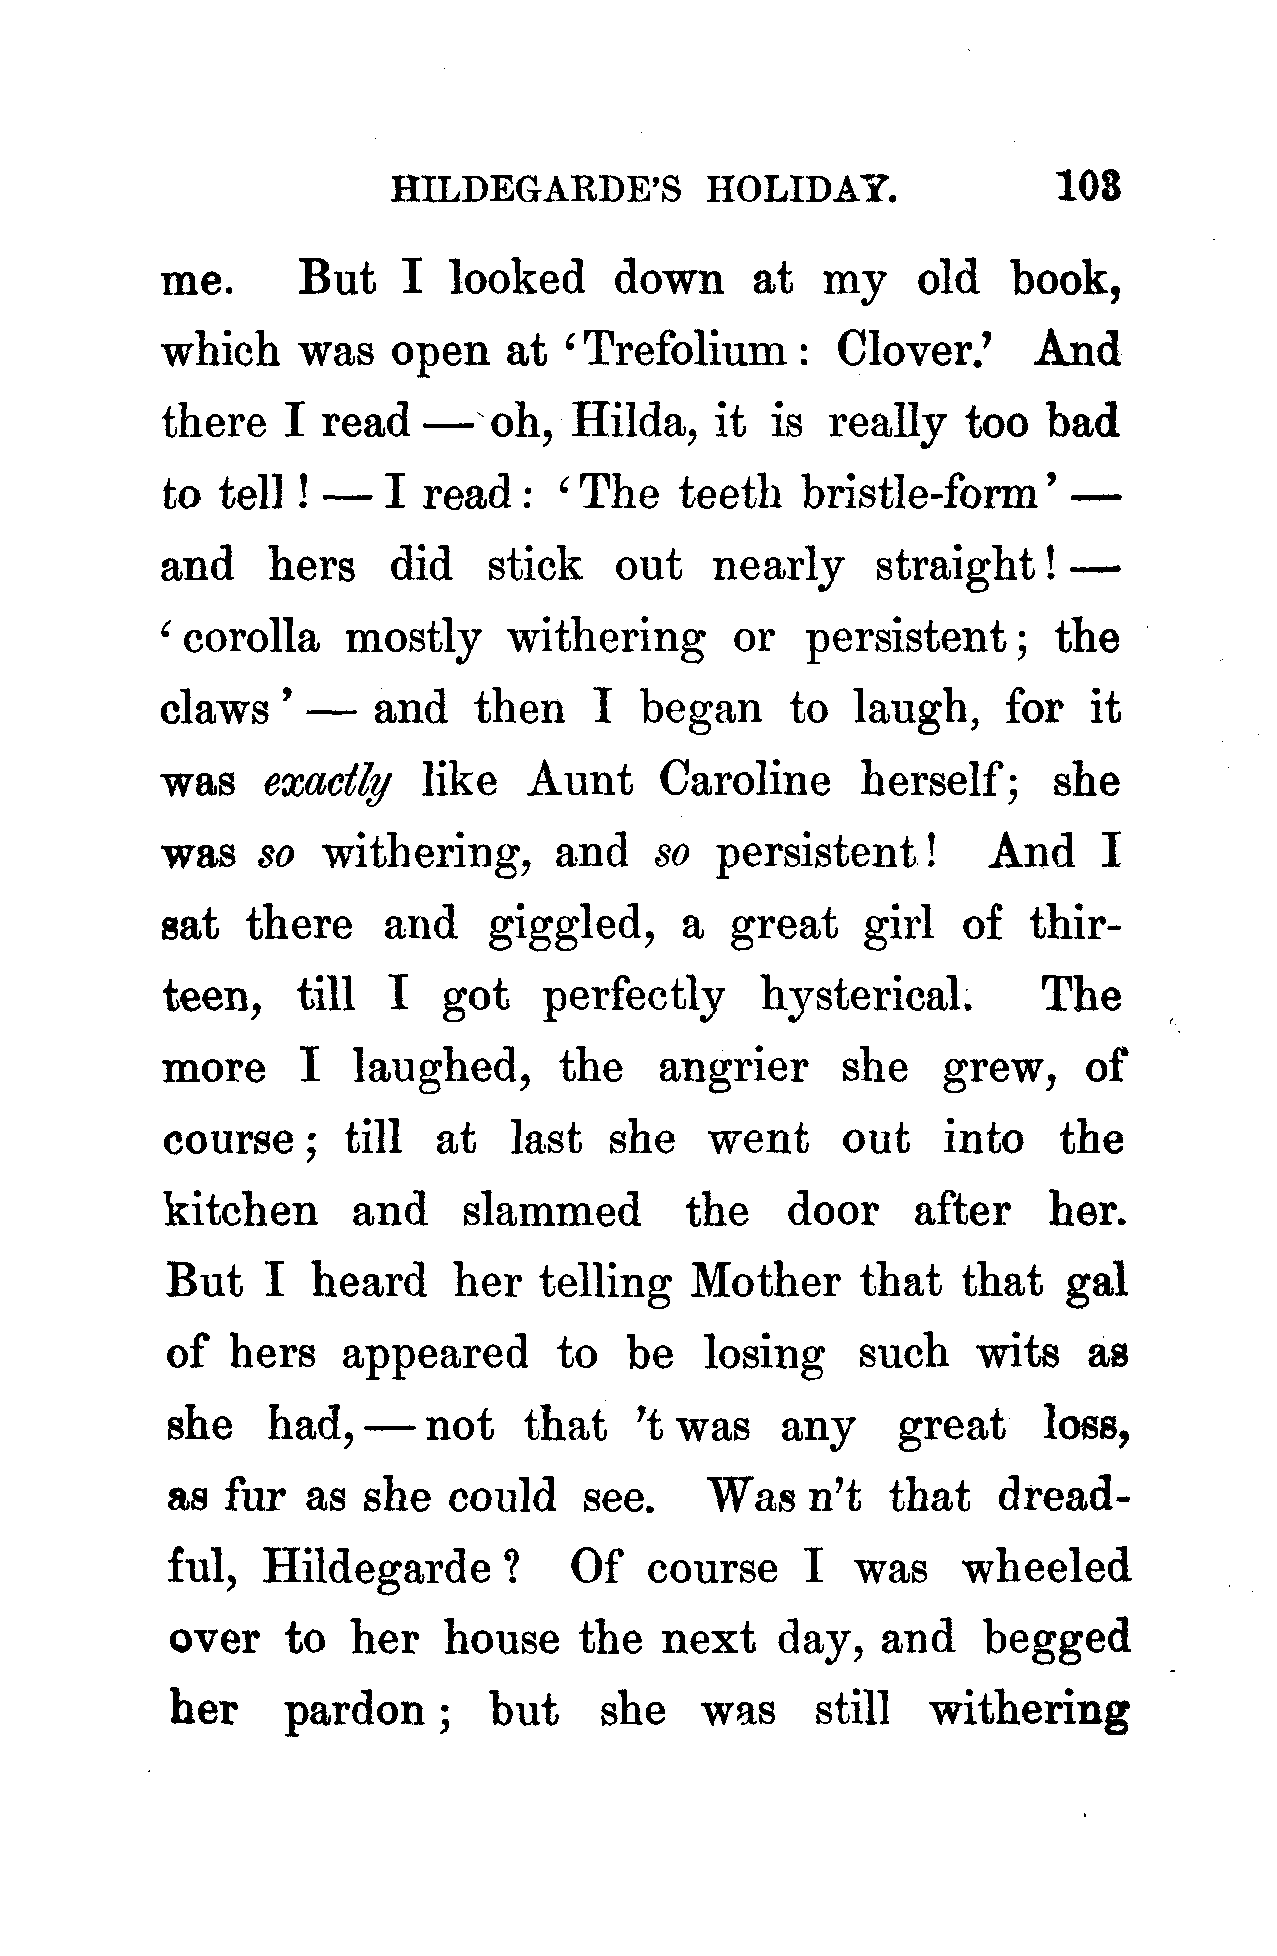 HILDEGARDE'S HOLIDAY. 103
me. But I looked down at my old book,
which was open at ‘Trefolium: Clover.’ And
there I read — oh, Hilda, it is really too bad
to tell! — I read: ‘The teeth bristle-form’ —
and hers did stick out nearly straight! —
‘corolla mostly withering or persistent; the
claws’ — and then I began to laugh, for it
was exactly like Aunt Caroline herself; she
was so withering, and so persistent! And I
sat there and giggled, a great girl of thir-
teen, till I got perfectly hysterical. The
more I laughed, the angrier she grew, of
course; till at last she went out into the
kitchen and slammed the door after her.
But I heard her telling Mother that that gal
of hers appeared to be losing such wits as
she had, — not that 't was any great loss,
as fur as she could see. Was n't that dread-
ful, Hildegarde? Of course I was wheeled
over to her house the next day, and begged
her pardon; but she was still withering